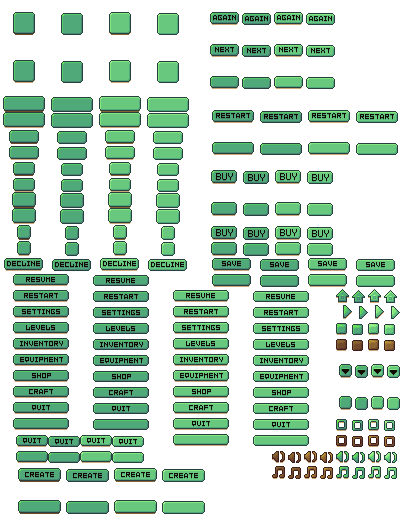 AGAIN AGAIN AGAIN AGAIN
NEXT NEXT NEXT NEXT
RESTART RESTART RESTART RESTART
BUY BUY BUY BUY
BUY BUY BUY BUY
DECLINE DECLINE DECLINE DECLINE SAVE SAVE SAVE SAVE
RESUME RESUME
RESTART RESTART RESUME RESUME
SETTINGS SETTINGS RESTART RESTART
LEVELS LEVELS SETTINGS SETTINGS
INVENTORY INVENTORY LEVELS LEVELS
EQUIPMENT EQUIPMENT INVENTORY INVENTORY
SHOP SHOP EQUIPMENT EQUIPMENT
CRAFT CRAFT SHOP SHOP
QUIT QUIT CRAFT CRAFT
QUIT QUIT
QUIT QUIT QUIT QUIT
CREATE CREATE CREATE CREATE